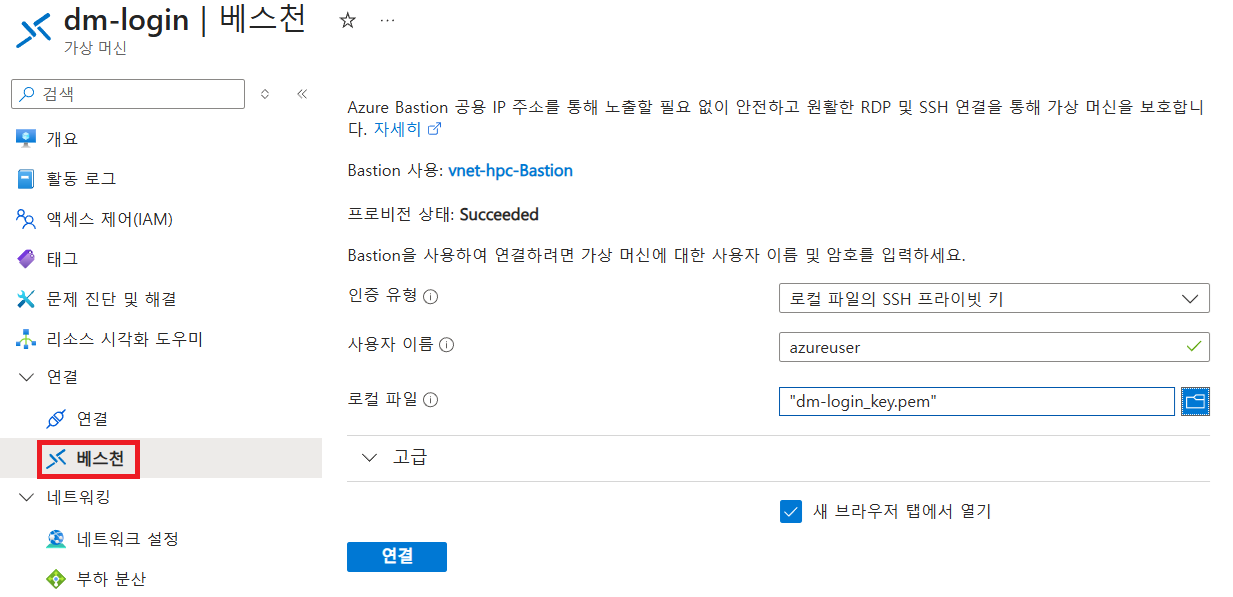 dm-login | 베스천
가상 머신
검색
개요
활동 로그
액세스 제어(IAM)
태그
문제 진단 및 해결
리소스 시각화 도우미
연결
연결
베스천
네트워킹
네트워크 설정
부하 분산
Azure Bastion 공용 IP 주소를 통해 노출할 필요 없이 안전하고 원활한 RDP 및 SSH 연결을 통해 가상 머신을 보호합니
다. 자세히
Bastion 사용: vnet-hpc-Bastion
프로비전 상태: Succeeded
Bastion을 사용하여 연결하려면 가상 머신에 대한 사용자 이름 및 암호를 입력하세요.
인증 유형 로컬 파일의 SSH 프라이빗 키
사용자 이름 azureuser
로컬 파일 "dm-login_key.pem"
고급
새 브라우저 탭에서 열기
연결